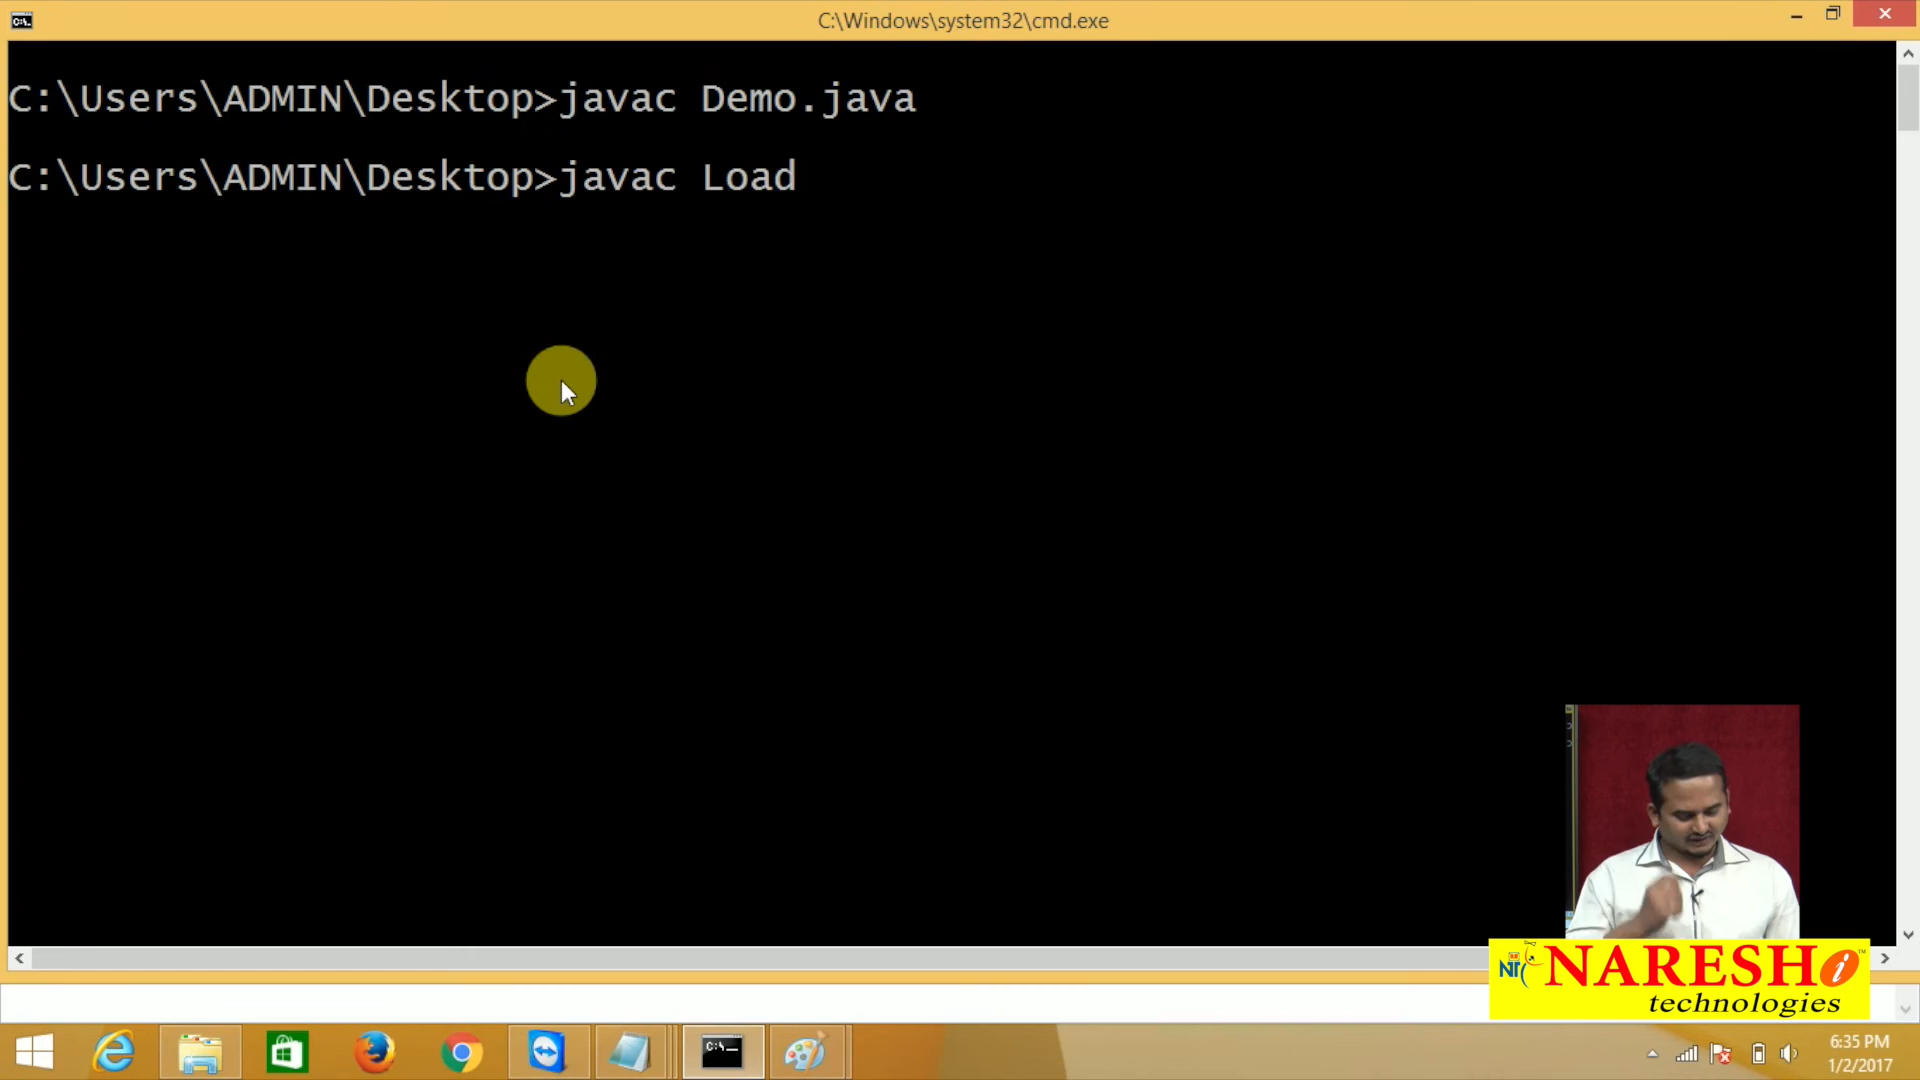 C:\Windows\system32\cmd.exe
C:\Users\ADMIN\Desktop>javac Demo.java
C:\Users\ADMIN\Desktop>javac Load
NARESH i
technologies
6:35 PM
1/2/2017